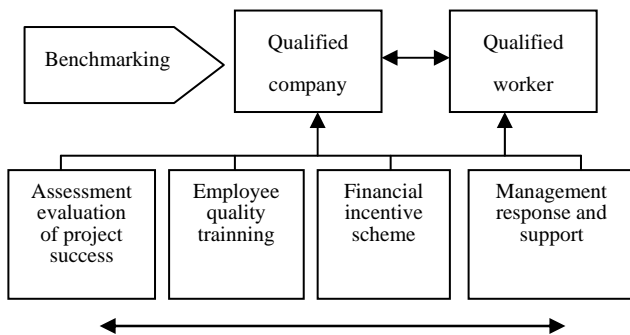 Benchmarking
Qualified
company
Qualified
worker
Assessment
evaluation
of project
success
Employee
quality
trainning
Financial
incentive
scheme
Management
response and
support